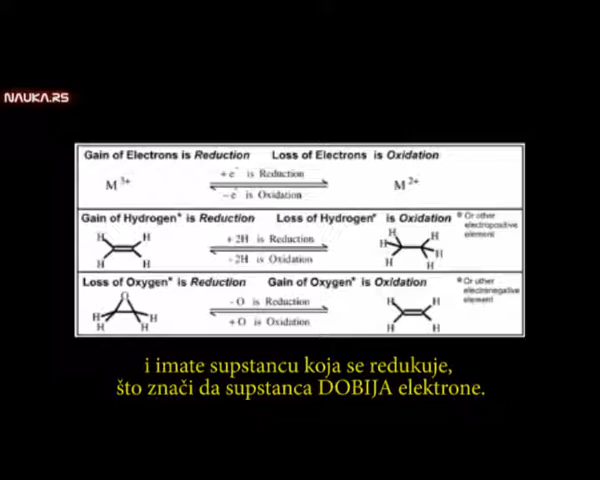 NAUKA.RS
Gain of Electrons is Reduction Loss of Electrons is Oxidation
M3+
+ e- is Reduction
- e- is Oxidation
M2+
Gain of Hydrogen* is Reduction Loss of Hydrogen* is Oxidation
* Or other
electropositive
element
H H
H H
+ 2H is Reduction
- 2H is Oxidation
H H
H H
H H
Loss of Oxygen* is Reduction Gain of Oxygen* is Oxidation
* Or other
electronegative
element
O
H H
H H
- O is Reduction
+ O is Oxidation
H H
H H
i imate supstancu koja se redukuje,
što znači da supstanca DOBIJA elektrone.